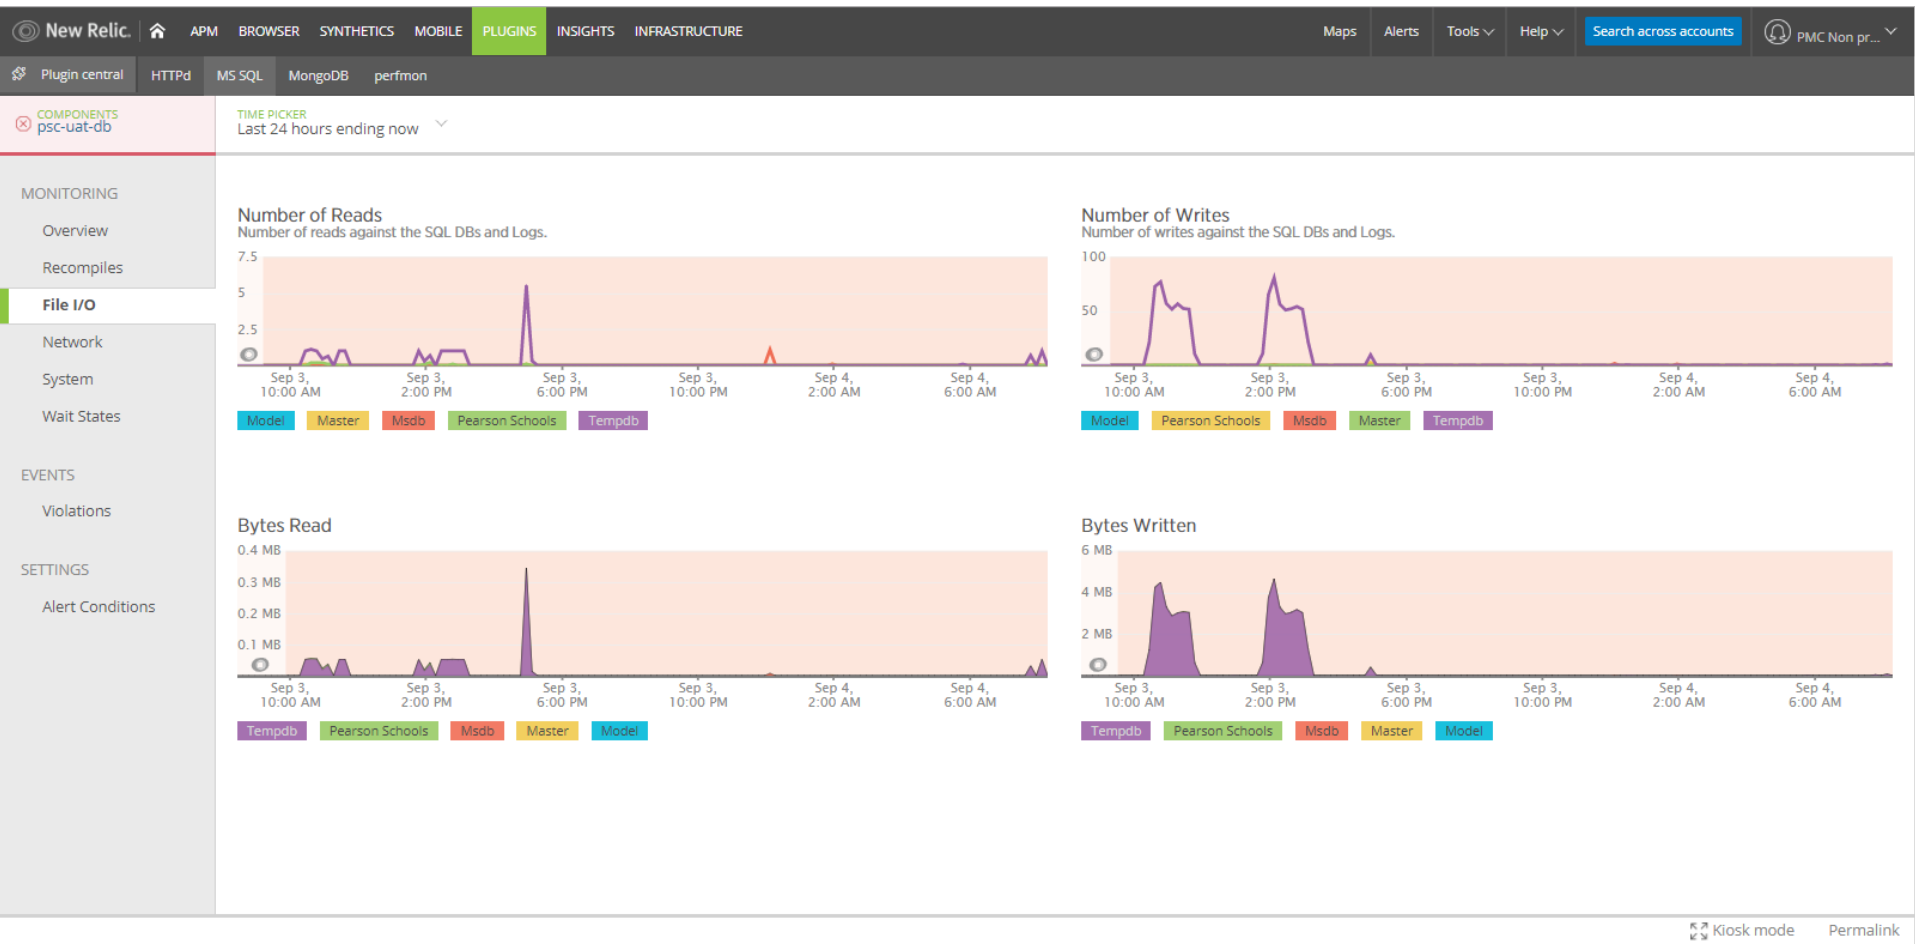 New Relic. APM BROWSER SYNTHETICS MOBILE PLUGINS INSIGHTS INFRASTRUCTURE Maps Alerts Tools Help Search across accounts PMC Non pr...
Plugin central HTTPd MS SQL MongoDB perfmon
COMPONENTS
psc-uat-db
TIME PICKER
Last 24 hours ending now
MONITORING
Overview
Recompiles
File I/O
Network
System
Wait States
EVENTS
Violations
SETTINGS
Alert Conditions
Number of Reads
Number of reads against the SQL DBs and Logs.
7.5
5
2.5
Sep 3, Sep 3, Sep 3, Sep 3, Sep 4, Sep 4,
10:00 AM 2:00 PM 6:00 PM 10:00 PM 2:00 AM 6:00 AM
Model Master Msdb Pearson Schools Tempdb
Number of Writes
Number of writes against the SQL DBs and Logs.
100
50
Sep 3, Sep 3, Sep 3, Sep 3, Sep 4, Sep 4,
10:00 AM 2:00 PM 6:00 PM 10:00 PM 2:00 AM 6:00 AM
Model Pearson Schools Msdb Master Tempdb
Bytes Read
0.4 MB
0.3 MB
0.2 MB
0.1 MB
Sep 3, Sep 3, Sep 3, Sep 3, Sep 4, Sep 4,
10:00 AM 2:00 PM 6:00 PM 10:00 PM 2:00 AM 6:00 AM
Tempdb Pearson Schools Msdb Master Model
Bytes Written
6 MB
4 MB
2 MB
Sep 3, Sep 3, Sep 3, Sep 3, Sep 4, Sep 4,
10:00 AM 2:00 PM 6:00 PM 10:00 PM 2:00 AM 6:00 AM
Tempdb Pearson Schools Msdb Master Model
Kiosk mode Permalink